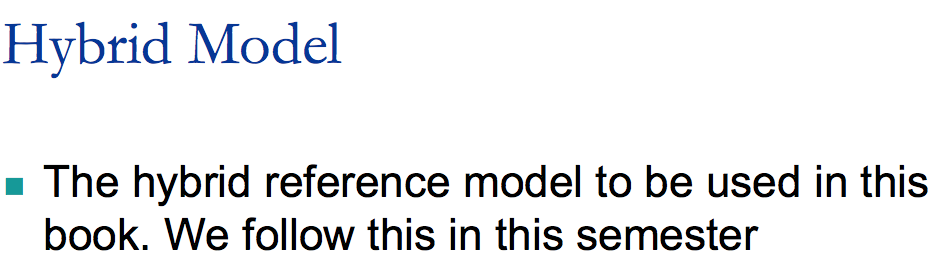 Hybrid Model
The hybrid reference model to be used in this
book. We follow this in this semester